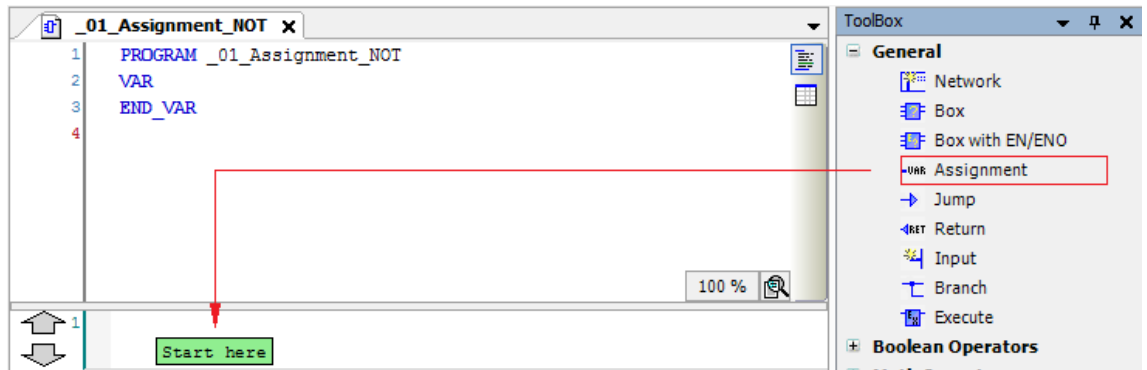 _01_Assignment_NOT
1 PROGRAM _01_Assignment_NOT
2 VAR
3 END_VAR
4
100 %
1
Start here
ToolBox
General
Network
Box
Box with EN/ENO
VAR Assignment
Jump
RET Return
Input
Branch
Execute
Boolean Operators